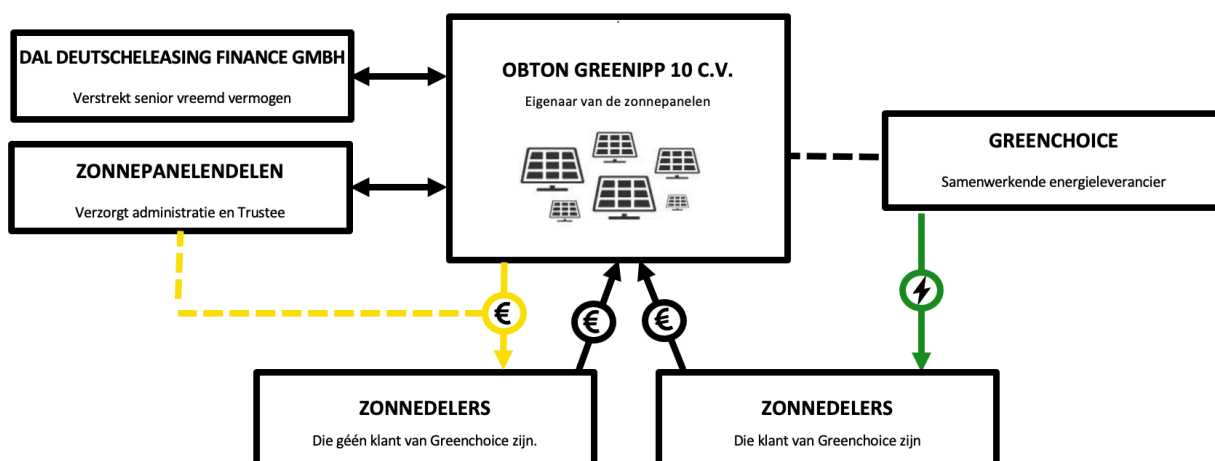 DAL DEUTSCHELEASING FINANCE GMBH
Verstrekt senior vreemd vermogen
ZONNEPANELENDELEN
Verzorgt administratie en Trustee
OBTON GREENIPP 10 C.V.
Eigenaar van de zonnepanelen
GREENCHOICE
Samenwerkende energieleverancier
€
€
€
ZONNEDELERS
Die géén klant van Greenchoice zijn.
ZONNEDELERS
Die klant van Greenchoice zijn